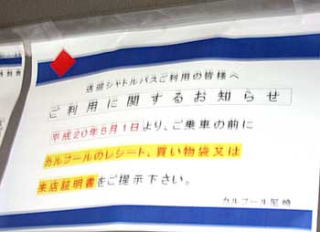 送迎シャトルバスご利用の皆様へ
ご利用に関するお知らせ
平成20年8月1日より、ご乗車の前に
カルフールのレシート、買い物袋又は
来店証明書をご提示下さい。
カルフール尼崎